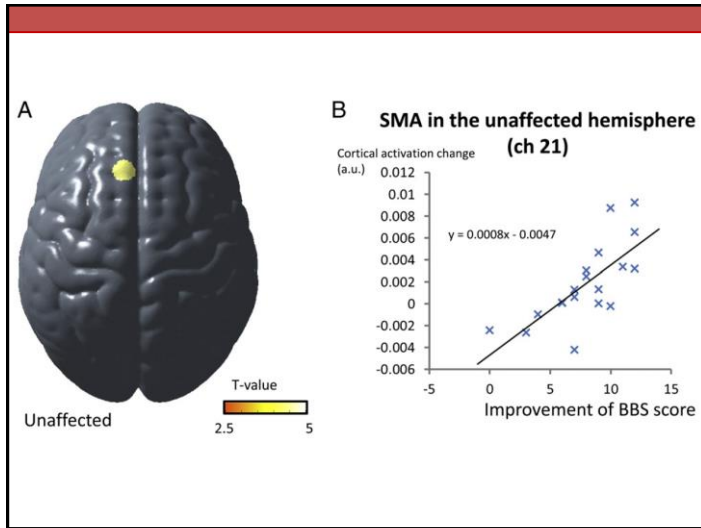 A
Unaffected
T-value
2.5 5
B
SMA in the unaffected hemisphere
(ch 21)
Cortical activation change
(a.u.)
0.012
0.01
0.008
0.006
0.004
0.002
0
-0.002
-0.004
-0.006
y = 0.0008x - 0.0047
-5 0 5 10 15
Improvement of BBS score